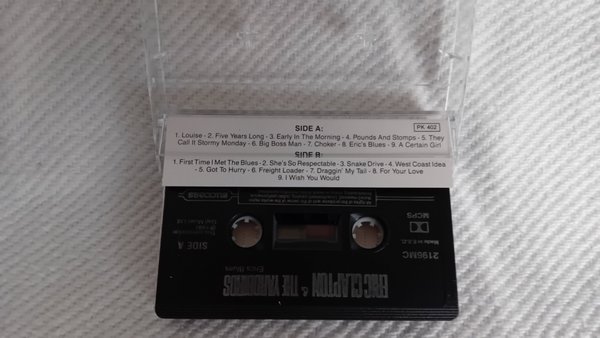 SIDE A:
PK 402
1. Louise - 2. Five Years Long - 3. Early In The Morning - 4. Pounds And Stomps - 5. They
Call It Stormy Monday - 6. Big Boss Man - 7. Choker - 8. Eric's Blues - 9. A Certain Girl
SIDE B:
1. First Time I Met The Blues - 2. She's So Respectable - 3. Snake Drive - 4. West Coast Idea
- 5. Got To Hurry - 6. Freight Loader - 7. Draggin' My Tail - 8. For Your Love
9. I Wish You Would
ERIC CLAPTON & THE YARDBIRDS
Eric's Blues
2196MC
Made in E.E.C.
MCPS
SIDE A